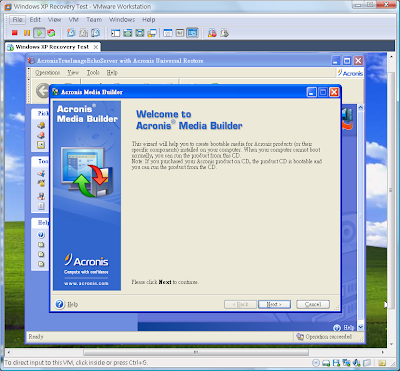 Windows XP Recovery Test - VMware Workstation
File Edit View VM Team Windows Help
Windows XP Recovery Test
AcronisTrueImageEchoServer with Acronis Universal Restore
Operations View Tools Help
Acronis
Acronis Media Builder
Pick
Tools
Help
Acronis®
Media Builder
Welcome to
Acronis® Media Builder
This wizard will help you to create bootable media for Acronis products (or their
specific components) installed on your computer. When your computer cannot boot
normally, you can run the product from this CD.
Note: If you purchased your Acronis product on CD, the product CD is bootable and
you can run the product from the CD.
Acronis
Compute with confidence
www.acronis.com
Please click Next to continue.
Help
< Back
Next >
Cancel
Help
Ready
Operation succeeded
To direct input to this VM, click inside or press Ctrl+G.